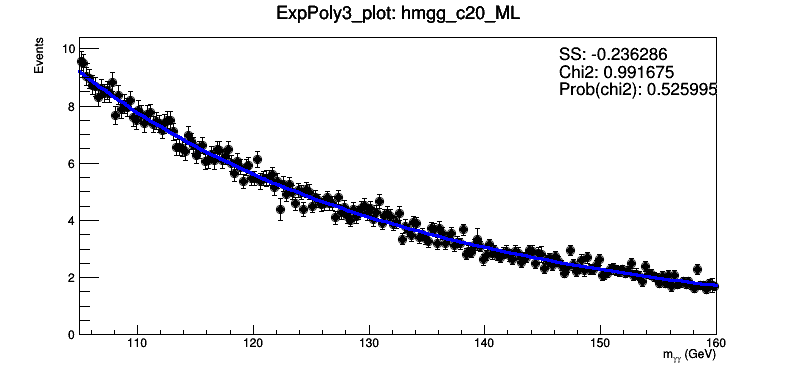 ExpPoly3_plot: hmgg_c20_ML
Events
10
8
6
4
2
0
SS: -0.236286
Chi2: 0.991675
Prob(chi2): 0.525995
110 120 130 140 150 160
mγγ (GeV)